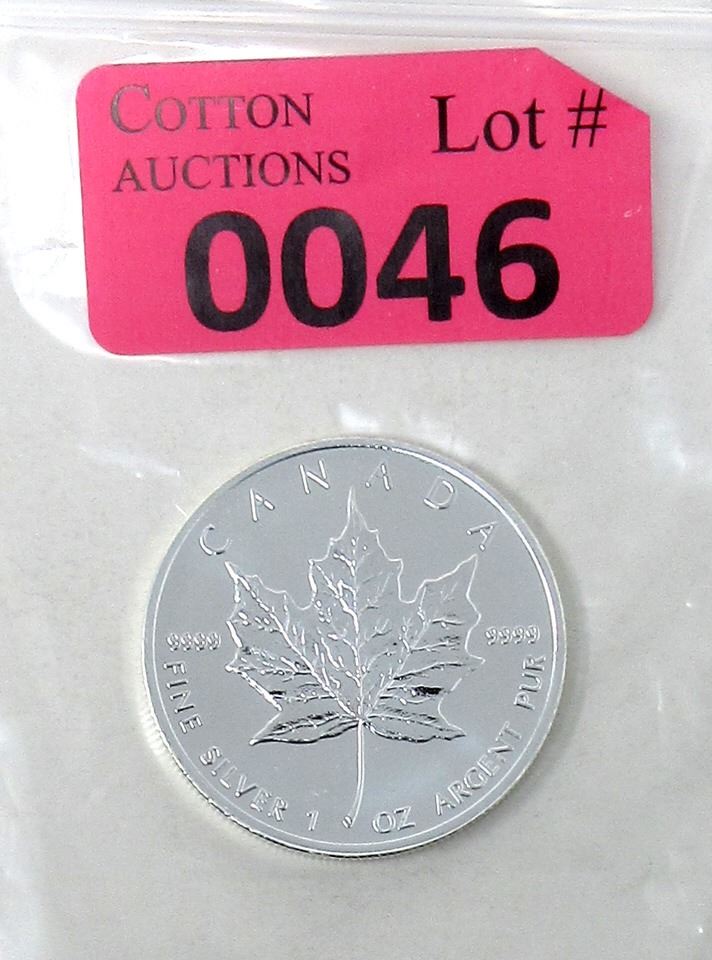 COTTON
AUCTIONS
Lot #
0046
CANADA
9999
9999
FINE SILVER 1 OZ ARGENT PUR